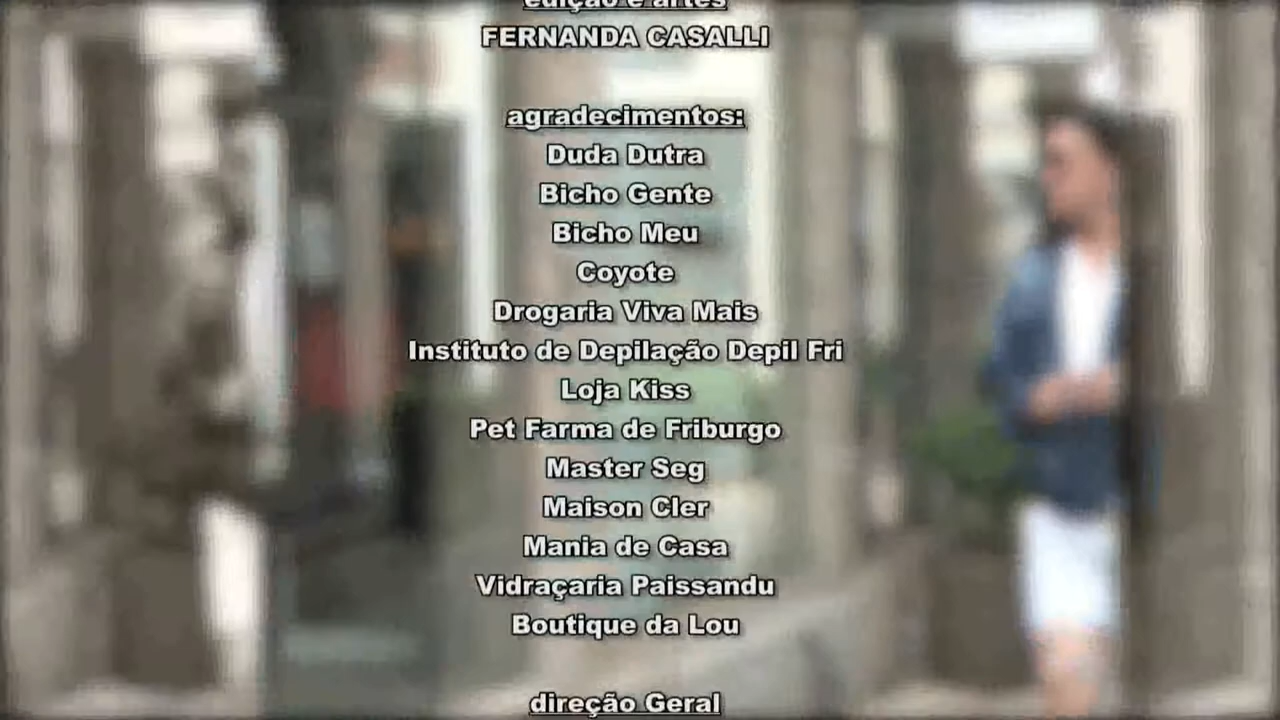 edição e artes
FERNANDA CASALLI
agradecimentos:
Duda Dutra
Bicho Gente
Bicho Meu
Coyote
Drogaria Viva Mais
Instituto de Depilação Depil Fri
Loja Kiss
Pet Farma de Friburgo
Master Seg
Maison Cler
Mania de Casa
Vidraçaria Paissandu
Boutique da Lou
direção Geral